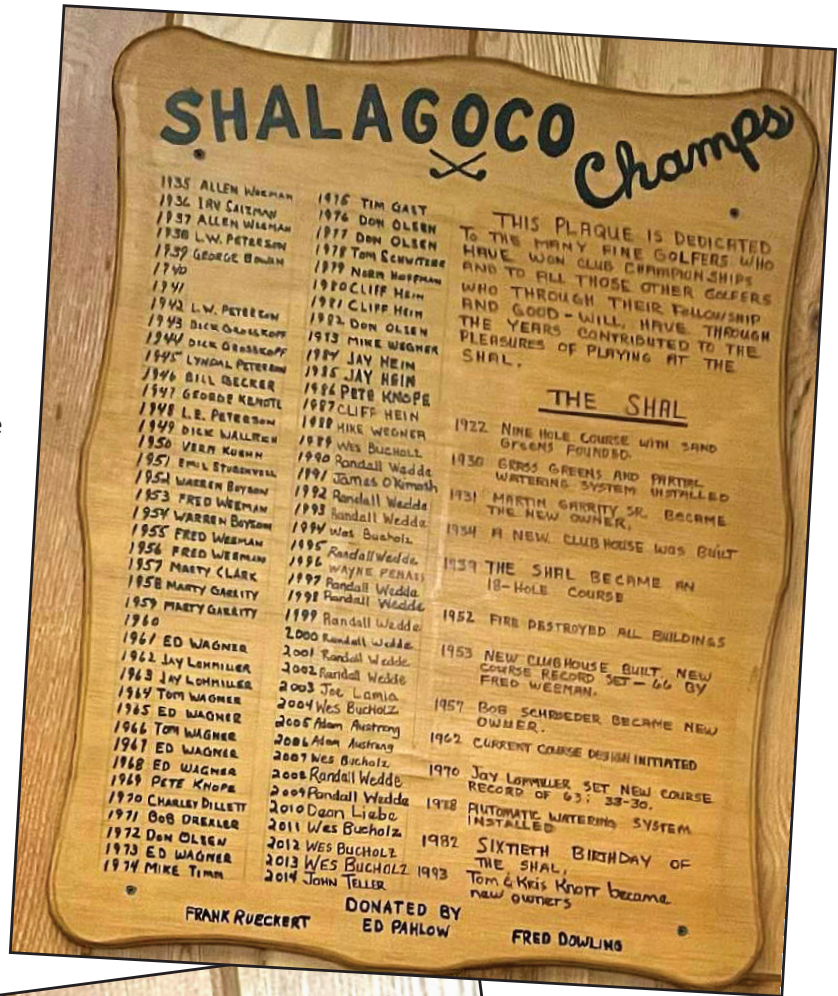 SHALAGOCO Champs
1935 ALLEN WEEMAN
1936 IRV SALZMAN
1937 ALLEN WEEMAN
1938 L.W. PETERSON
1939 GEORGE BOWAN
1940
1941
1942 L.W. PETERSON
1943 DICK GROSSKOPF
1944 DICK GROSSKOPF
1945 LYNDAL PETERSON
1946 BILL BECKER
1947 GEORGE
1948 L.E. PETERSON
1949 DICK WALLRICH
1950 VERN KUEHN
1951 EMIL
1952 WARREN BOYSON
1953 FRED WEEMAN
1954 WARREN BOYSON
1955 FRED WEEMAN
1956 FRED WEEMAN
1957 MARTY CLARK
1958 MARTY GARRITY
1959 MARTY GARRITY
1960
1961 ED WAGNER
1962 JAY LOHMILLER
1963 JAY LOHMILLER
1964 TOM WAGNER
1965 ED WAGNER
1966 TOM WAGNER
1967 ED WAGNER
1968 ED WAGNER
1969 PETE KNOPE
1970 CHARLEY DILLETT
1971 BOB DREXLER
1972 DON OLSEN
1973 ED WAGNER
1974 MIKE TIMM
1975 TIM GAST
1976 DON OLSEN
1977 DON OLSEN
1978 TOM
1979 NORM HOFFMAN
1980 CLIFF HEIN
1981 CLIFF HEIN
1982 DON OLSEN
1983 MIKE WEGNER
1984 JAY HEIN
1985 JAY HEIN
1986 PETE KNOPE
1987 CLIFF HEIN
1988 MIKE WEGNER
1989 WES BUCHOLZ
1990 Randall Wedde
1991 James O'Kimosh
1992 Randall Wedde
1993 Randall Wedde
1994 Wes Bucholz
1995 Randall Wedde
1996 WAYNE PENASS
1997 Randall Wedde
1998 Randall Wedde
1999 Randall Wedde
2000 Randall Wedde
2001 Randall Wedde
2002 Randall Wedde
2003 Joe Lamia
2004 Wes Bucholz
2005 Adam Austreng
2006 Adam Austreng
2007 Wes Bucholz
2008 Randall Wedde
2009 Randall Wedde
2010 Dean Liebe
2011 Wes Bucholz
2012 WES BUCHOLZ
2013 WES BUCHOLZ
2014 JOHN TELLER
THIS PLAQUE IS DEDICATED
TO THE MANY FINE GOLFERS WHO
HAVE WON CLUB CHAMPIONSHIPS
AND TO ALL THOSE OTHER GOLFERS
WHO THROUGH THEIR FELLOWSHIP
AND GOOD-WILL, HAVE THROUGH
THE YEARS CONTRIBUTED TO THE
PLEASURES OF PLAYING AT THE
SHAL.
THE SHAL
1922 NINE HOLE COURSE WITH SAND
GREENS FOUNDED.
1930 GRASS GREENS AND PARTIAL
WATERING SYSTEM INSTALLED
1931 MARTIN GARRITY SR. BECAME
THE NEW OWNER.
1934 A NEW CLUBHOUSE WAS BUILT
1939 THE SHAL BECAME AN
18-HOLE COURSE
1952 FIRE DESTROYED ALL BUILDINGS
1953 NEW CLUBHOUSE BUILT. NEW
COURSE RECORD SET - 66 BY
FRED WEEMAN.
1957 BOB SCHROEDER BECAME NEW
OWNER.
1962 CURRENT COURSE DESIGN INITIATED
1970 JAY LOHMILLER SET NEW COURSE
RECORD OF 63; 33-30.
1978 AUTOMATIC WATERING SYSTEM
INSTALLED
1982 SIXTIETH BIRTHDAY OF
THE SHAL.
1993 Tom & Kris Knorr became
new owners
FRANK RUECKERT
DONATED BY
ED PAHLOW
FRED DOWLING